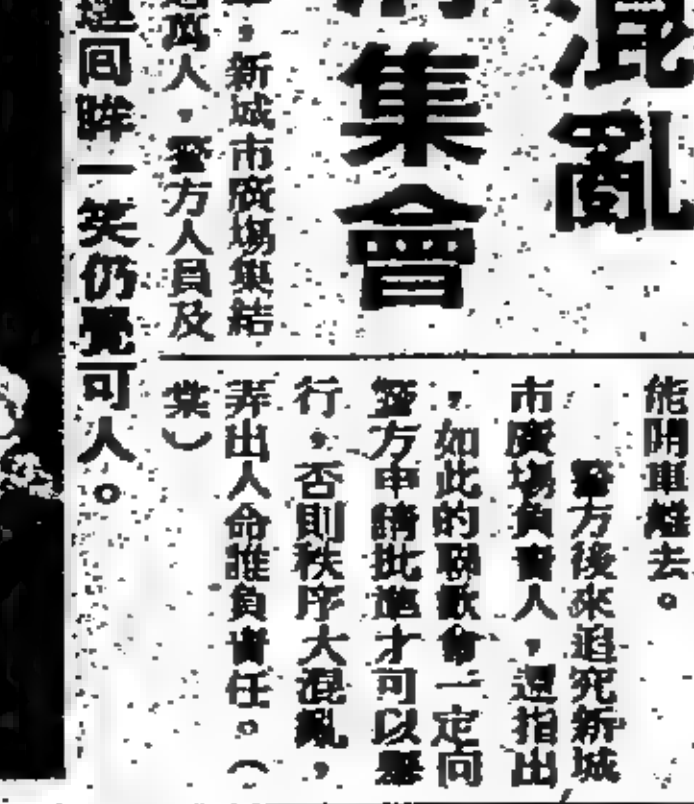 混亂
集會
，新城市廣場集結
萬人，警方人員及
回眸一笑仍覺可人。
能開車離去。
警方後來追究新城
市廣場負責人，還指出
，如此的聯歡會一定向
警方申請批准才可以舉
行，否則秩序大混亂，
弄出人命誰負責任。（
棠）